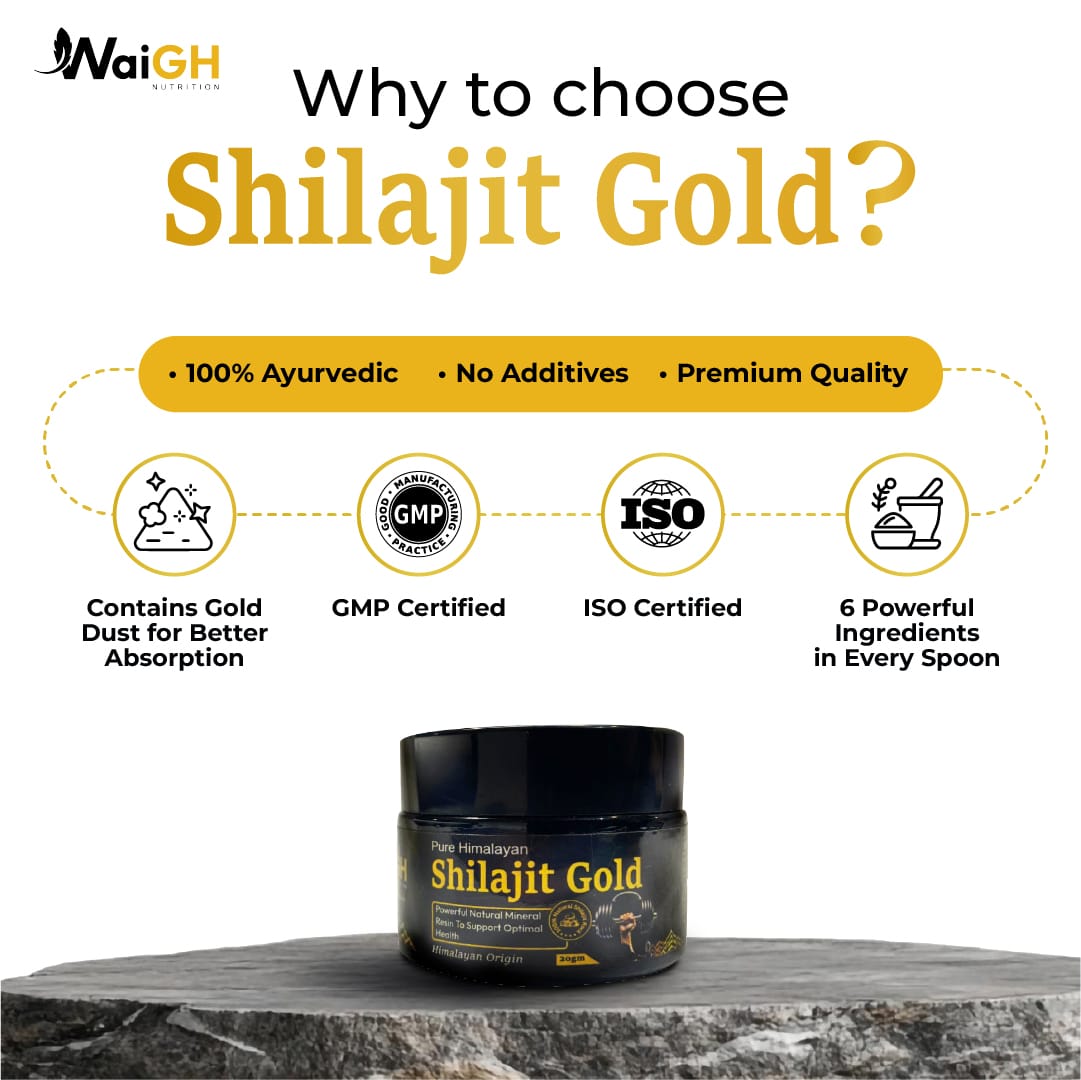 WaiGH
NUTRITION
Why to choose
Shilajit Gold?
• 100% Ayurvedic • No Additives • Premium Quality
GOOD • MANUFACTURING • PRACTICE •
GMP
ISO
Contains Gold
Dust for Better
Absorption
GMP Certified
ISO Certified
6 Powerful
Ingredients
in Every Spoon
Pure Himalayan
Shilajit Gold
Powerful Natural Mineral
Resin To Support Optimal
Health
Himalayan Origin
20gm
H